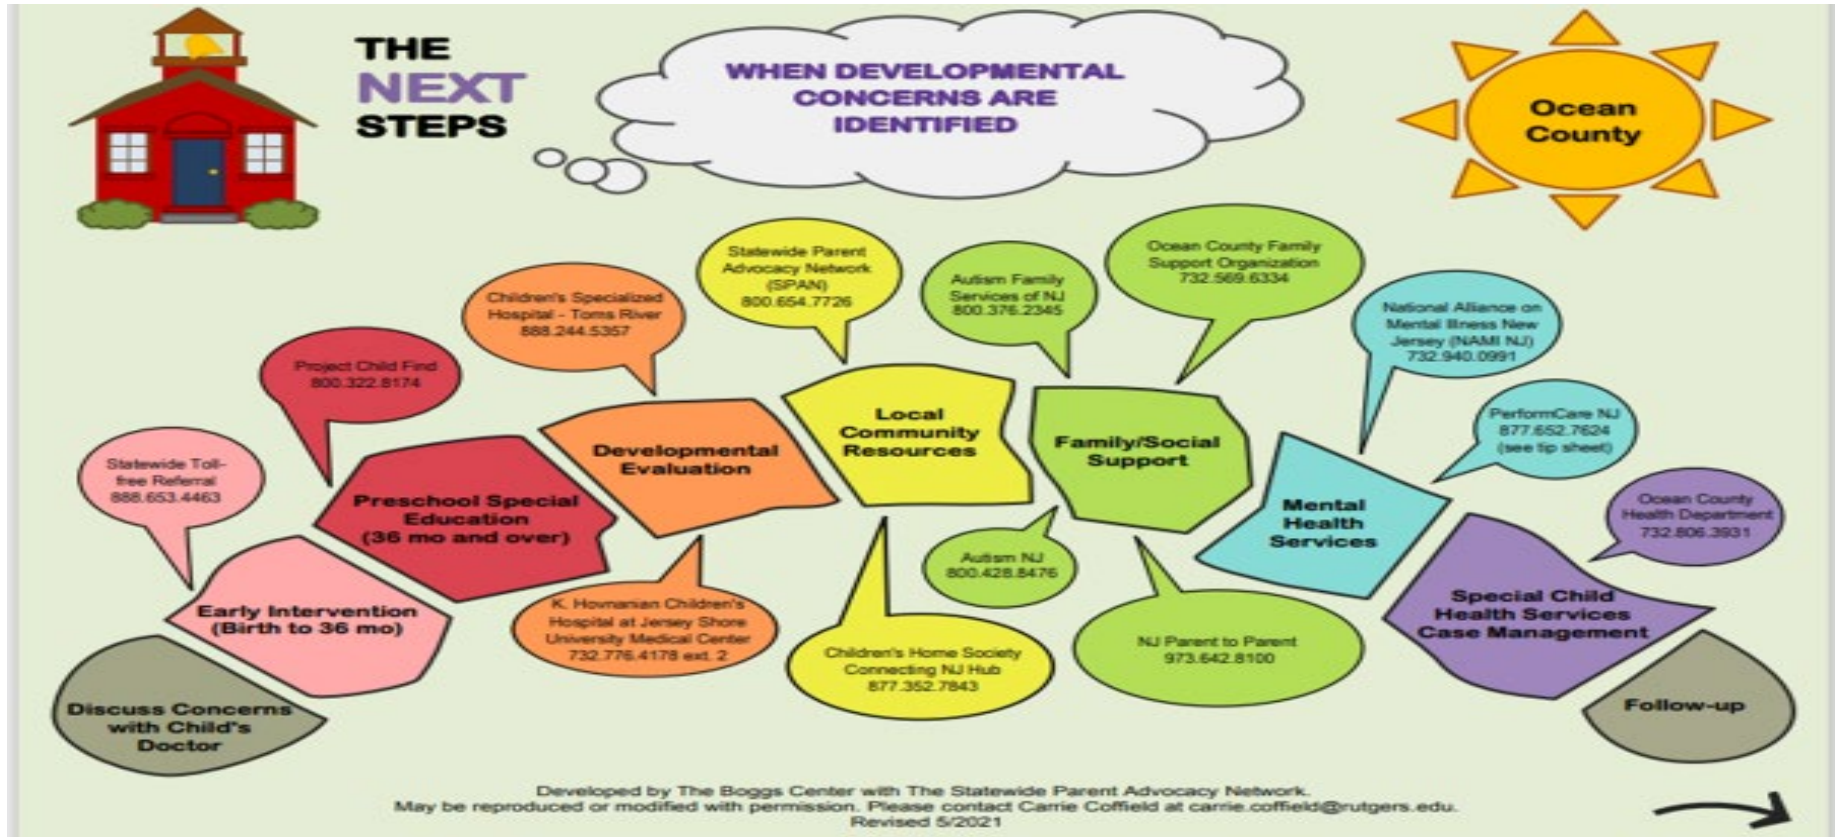 THE
NEXT
STEPS
WHEN DEVELOPMENTAL
CONCERNS ARE
IDENTIFIED
Ocean
County
Discuss Concerns
with Child's
Doctor
Statewide Toll-
free Referral
888.653.4463
Early Intervention
(Birth to 36 mo)
Project Child Find
800.322.8174
Preschool Special
Education
(36 mo and over)
Children's Specialized
Hospital - Toms River
888.244.5357
Developmental
Evaluation
K. Hovnanian Children's
Hospital at Jersey Shore
University Medical Center
732.776.4178 ext. 2
Statewide Parent
Advocacy Network
(SPAN)
800.654.7726
Local
Community
Resources
Children's Home Society
Connecting NJ Hub
877.352.7843
Autism Family
Services of NJ
800.376.2345
Ocean County Family
Support Organization
732.569.6334
Family/Social
Support
Autism NJ
800.428.8476
NJ Parent to Parent
973.642.8100
National Alliance on
Mental Illness New
Jersey (NAMI NJ)
732.940.0991
PerformCare NJ
877.652.7624
(see tip sheet)
Mental
Health
Services
Ocean County
Health Department
732.806.3931
Special Child
Health Services
Case Management
Follow-up
Developed by The Boggs Center with The Statewide Parent Advocacy Network.
May be reproduced or modified with permission. Please contact Carrie Coffield at carrie.coffield@rutgers.edu.
Revised 5/2021